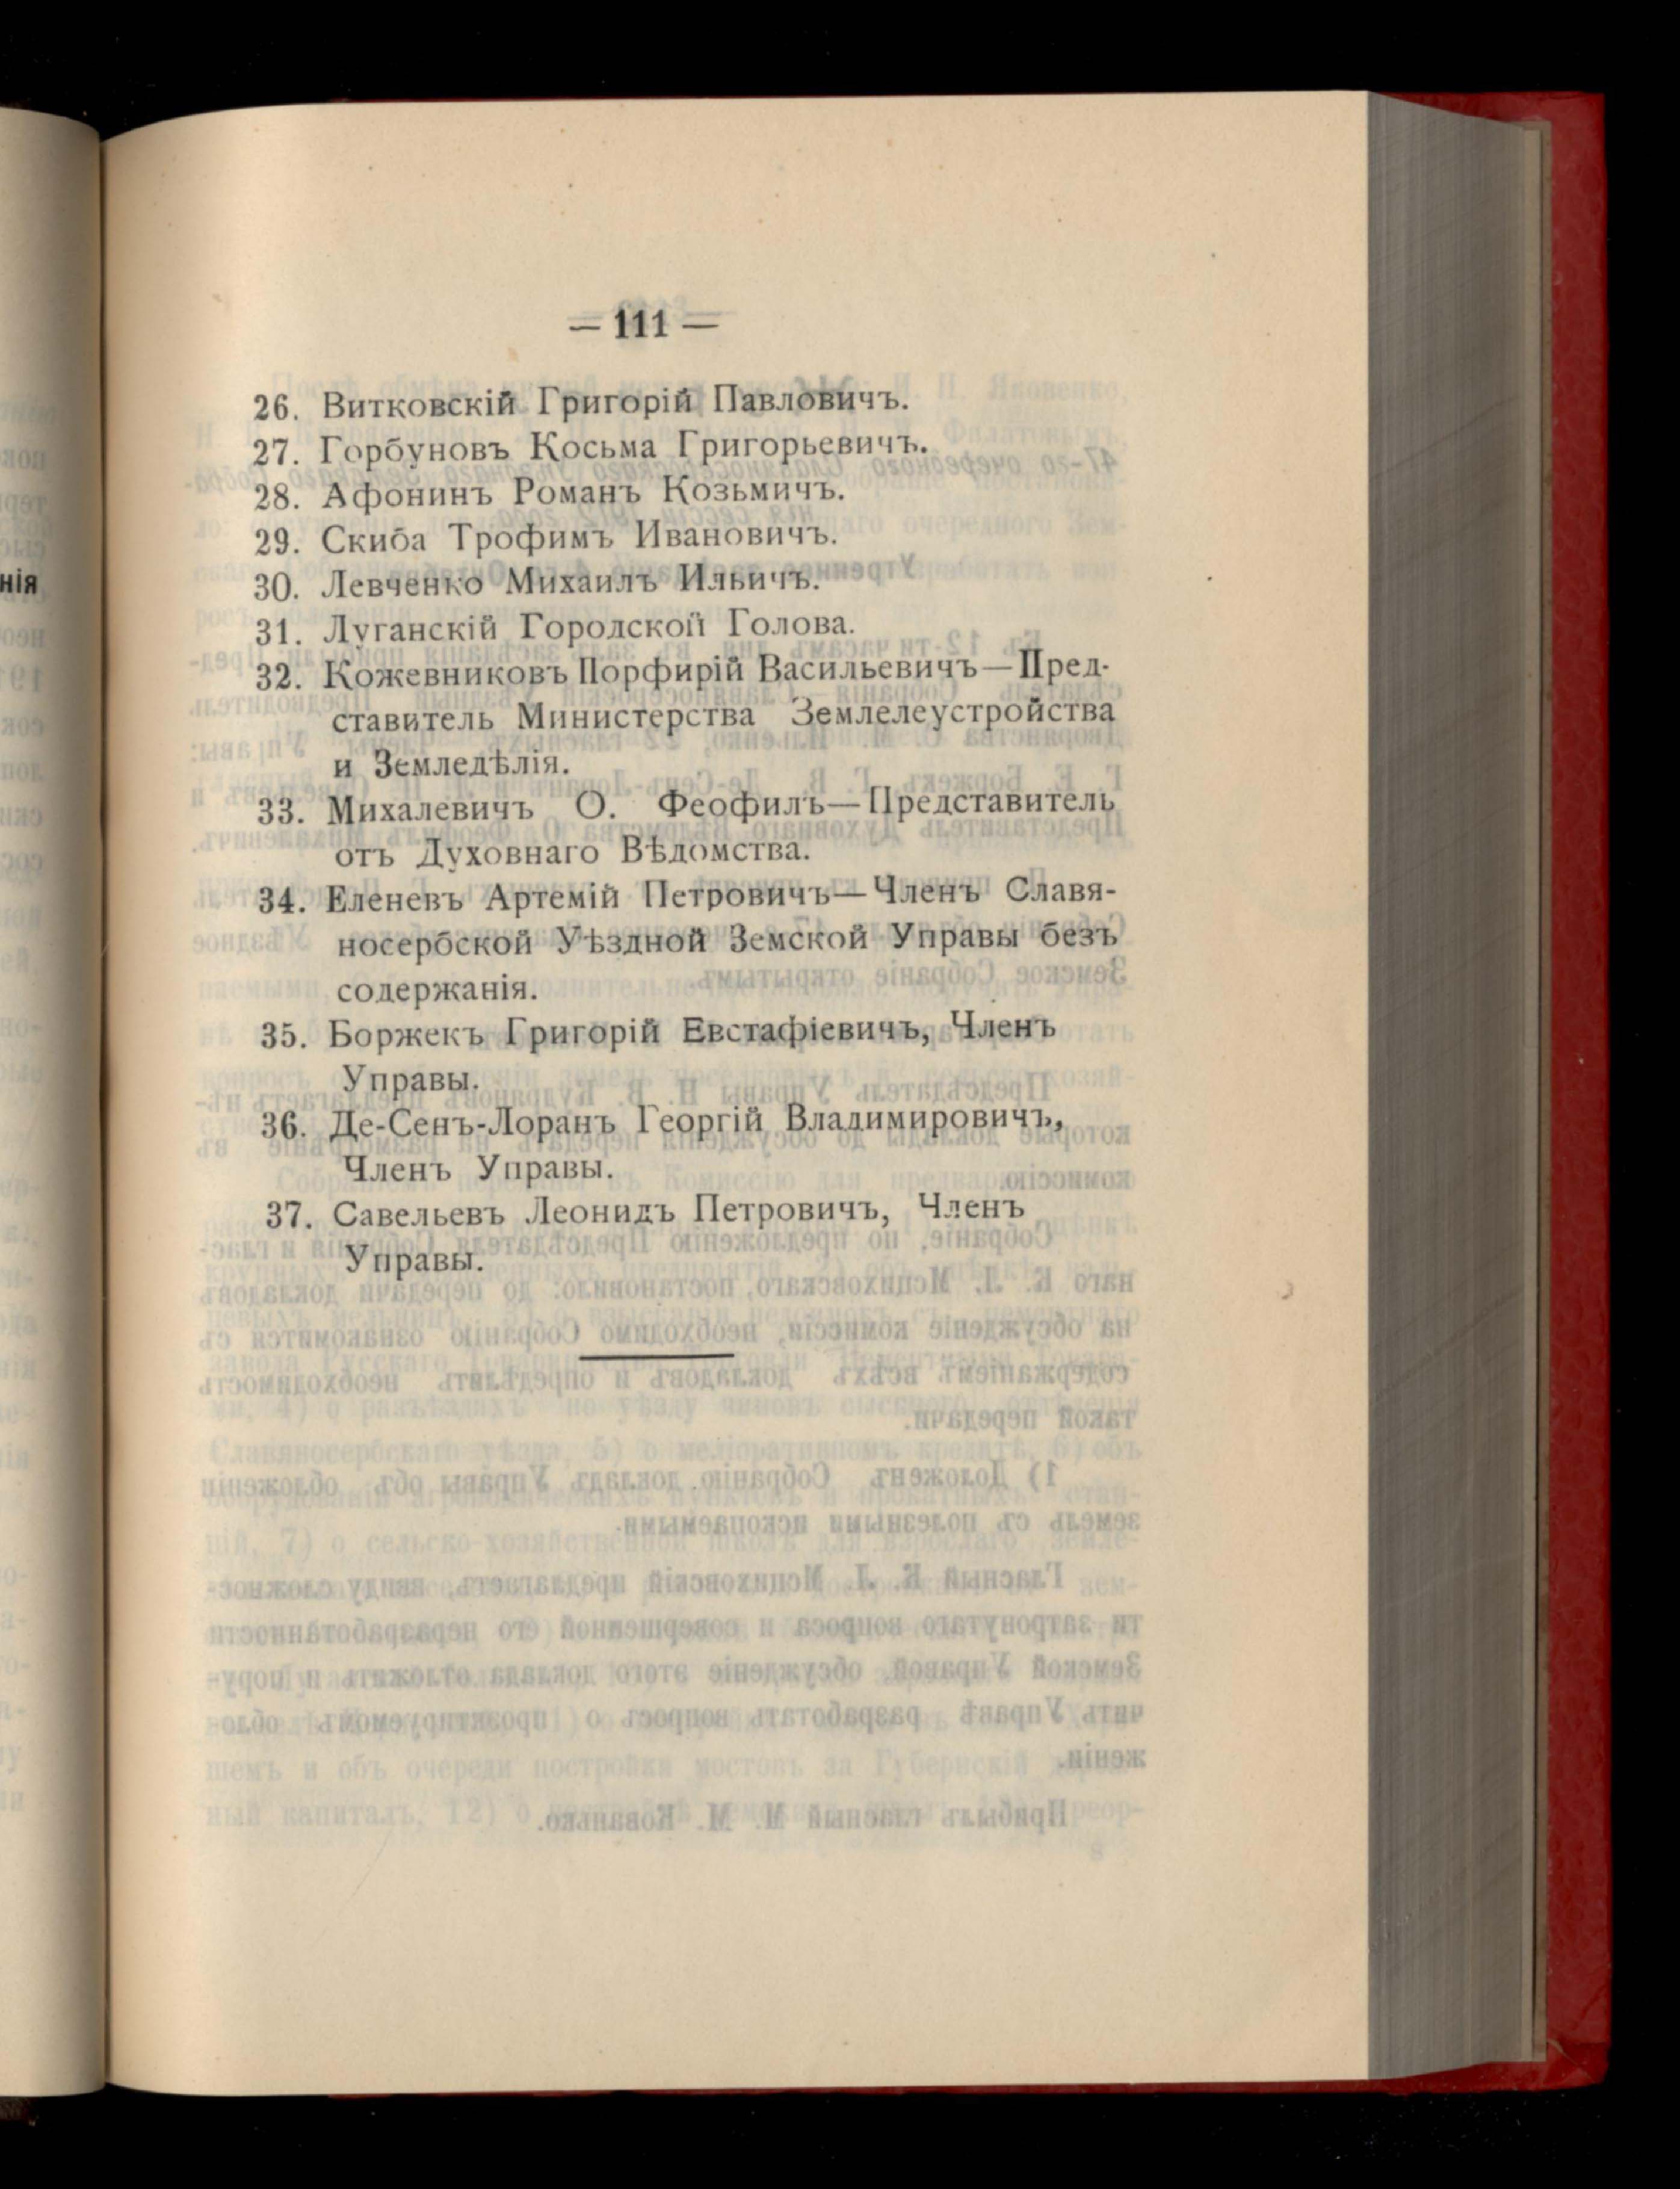 — 111 —
26. Витковскій Григорій Павловичъ.
27. Горбуновъ Косьма Григорьевичъ.
28. Афонинъ Романъ Козьмичъ.
29. Скиба Трофимъ Ивановичъ.
30. Левченко Михаилъ Ильичъ.
31. Луганскій Городской Голова.
32. Кожевниковъ Порфирій Васильевичъ—Пред-
ставитель Министерства Землелеустройства
и Земледѣлія.
33. Михалевичъ О. Феофилъ—Представитель
отъ Духовнаго Вѣдомства.
34. Еленевъ Артемій Петровичъ—Членъ Славя-
носербской Уѣздной Земской Управы безъ
содержанія.
35. Боржекъ Григорій Евстафіевичъ, Членъ
Управы.
36. Де-Сенъ-Лоранъ Георгій Владимировичъ,
Членъ Управы.
37. Савельевъ Леонидъ Петровичъ, Членъ
Управы.